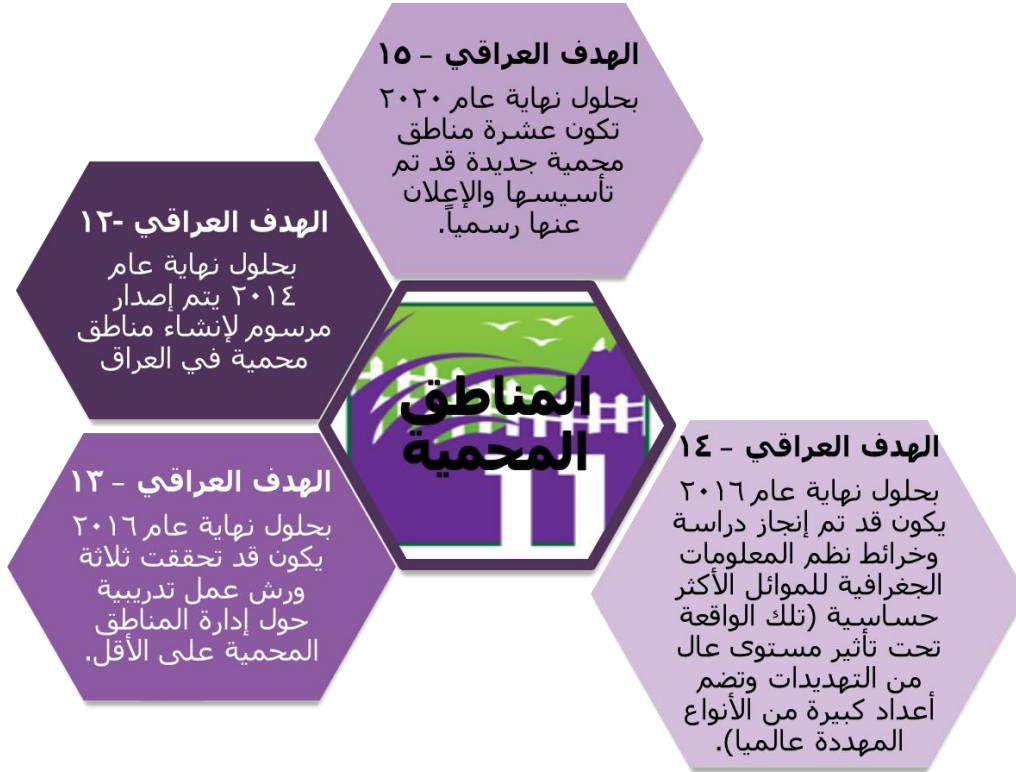 الهدف العراقي – ١٥
بحلول نهاية عام ٢٠٢٠
تكون عشرة مناطق
محمية جديدة قد تم
تأسيسها والإعلان
عنها رسمياً.
الهدف العراقي -١٢
بحلول نهاية عام
٢٠١٤ يتم إصدار
مرسوم لإنشاء مناطق
محمية في العراق
المناطق
المحمية
11
الهدف العراقي – ١٣
بحلول نهاية عام ٢٠١٦
يكون قد تحققت ثلاثة
ورش عمل تدريبية
حول إدارة المناطق
المحمية على الأقل.
الهدف العراقي – ١٤
بحلول نهاية عام ٢٠١٦
يكون قد تم إنجاز دراسة
وخرائط نظم المعلومات
الجغرافية للموائل الأكثر
حساسية (تلك الواقعة
تحت تأثير مستوى عال
من التهديدات وتضم
أعداد كبيرة من الأنواع
المهددة عالميا).